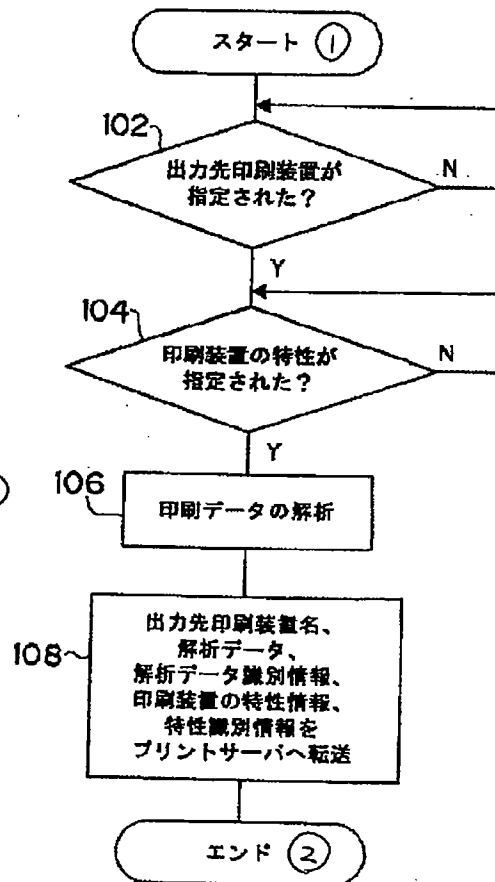 スタート ①
102
出力先印刷装置が
指定された？
N
Y
104
印刷装置の特性が
指定された？
N
Y
106
印刷データの解析
108
出力先印刷装置名、
解析データ、
解析データ識別情報、
印刷装置の特性情報、
特性識別情報を
プリントサーバへ転送
エンド ②